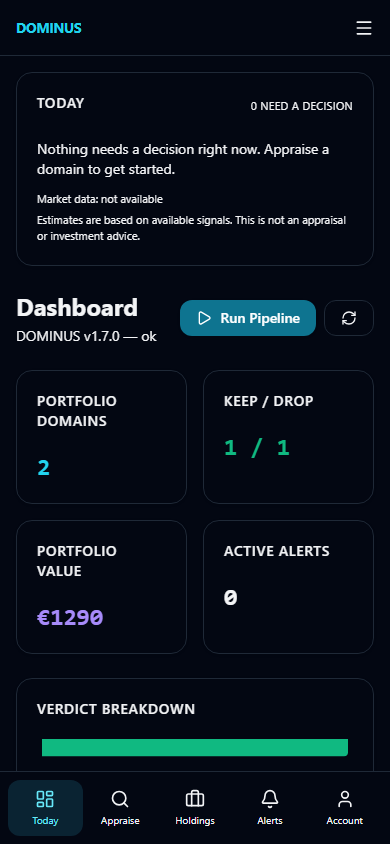 DOMINUS
TODAY
0 NEED A DECISION
Nothing needs a decision right now. Appraise a
domain to get started.
Market data: not available
Estimates are based on available signals. This is not an appraisal
or investment advice.
Dashboard
DOMINUS v1.7.0 — ok
Run Pipeline
PORTFOLIO
DOMAINS
2
KEEP / DROP
1 / 1
PORTFOLIO
VALUE
€1290
ACTIVE ALERTS
0
VERDICT BREAKDOWN
Today
Appraise
Holdings
Alerts
Account